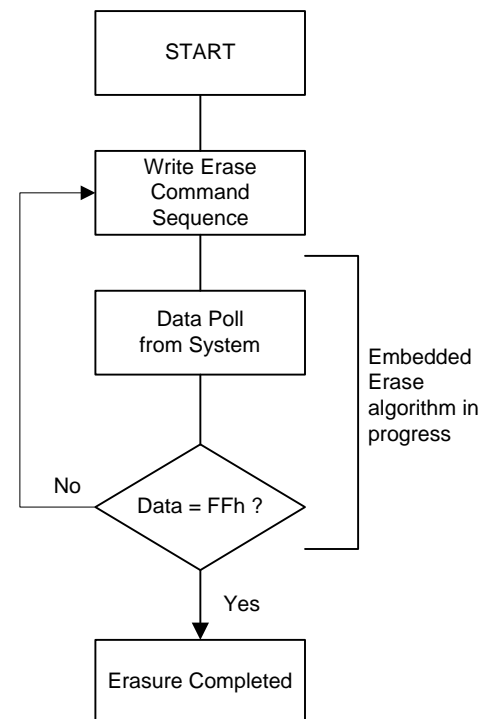 START
Write Erase
Command
Sequence
Data Poll
from System
Embedded
Erase
algorithm in
progress
No
Data = FFh ?
Yes
Erasure Completed